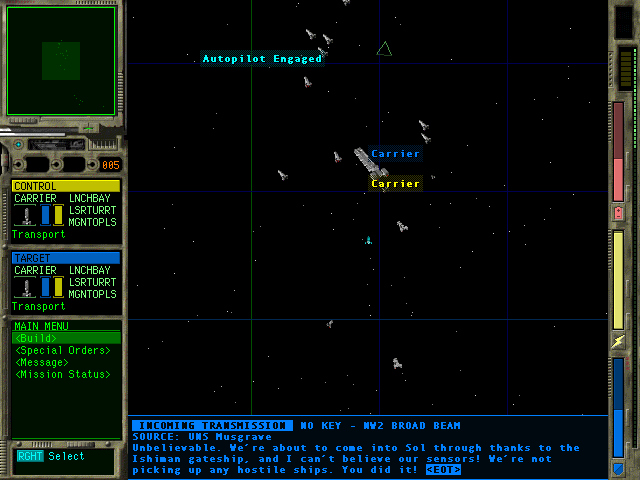 Autopilot Engaged
Carrier
Carrier
005
CONTROL
CARRIER LNCHBAY
LSRTURRT
MGNTOPLS
Transport
TARGET
CARRIER LNCHBAY
LSRTURRT
MGNTOPLS
Transport
MAIN MENU
<Build>
<Special Orders>
<Message>
<Mission Status>
RGHT Select
INCOMING TRANSMISSION NO KEY - NW2 BROAD BEAM
SOURCE: UNS Musgrave
Unbelievable. We're about to come into Sol through thanks to the
Ishiman gateship, and I can't believe our sensors! We're not
picking up any hostile ships. You did it! <EOT>